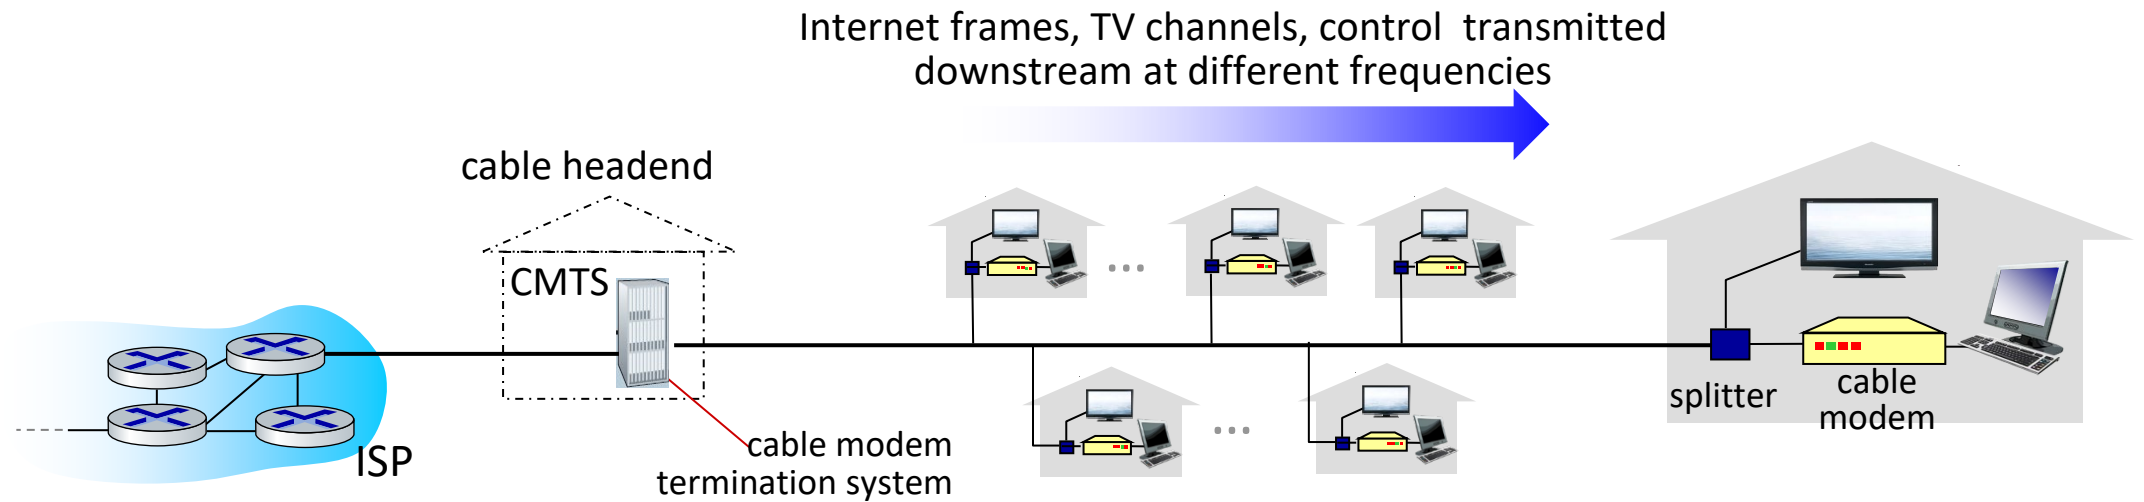 Internet frames, TV channels, control  transmitted
downstream at different frequencies
cable headend
CMTS
ISP
cable modem
termination system
splitter
cable
modem